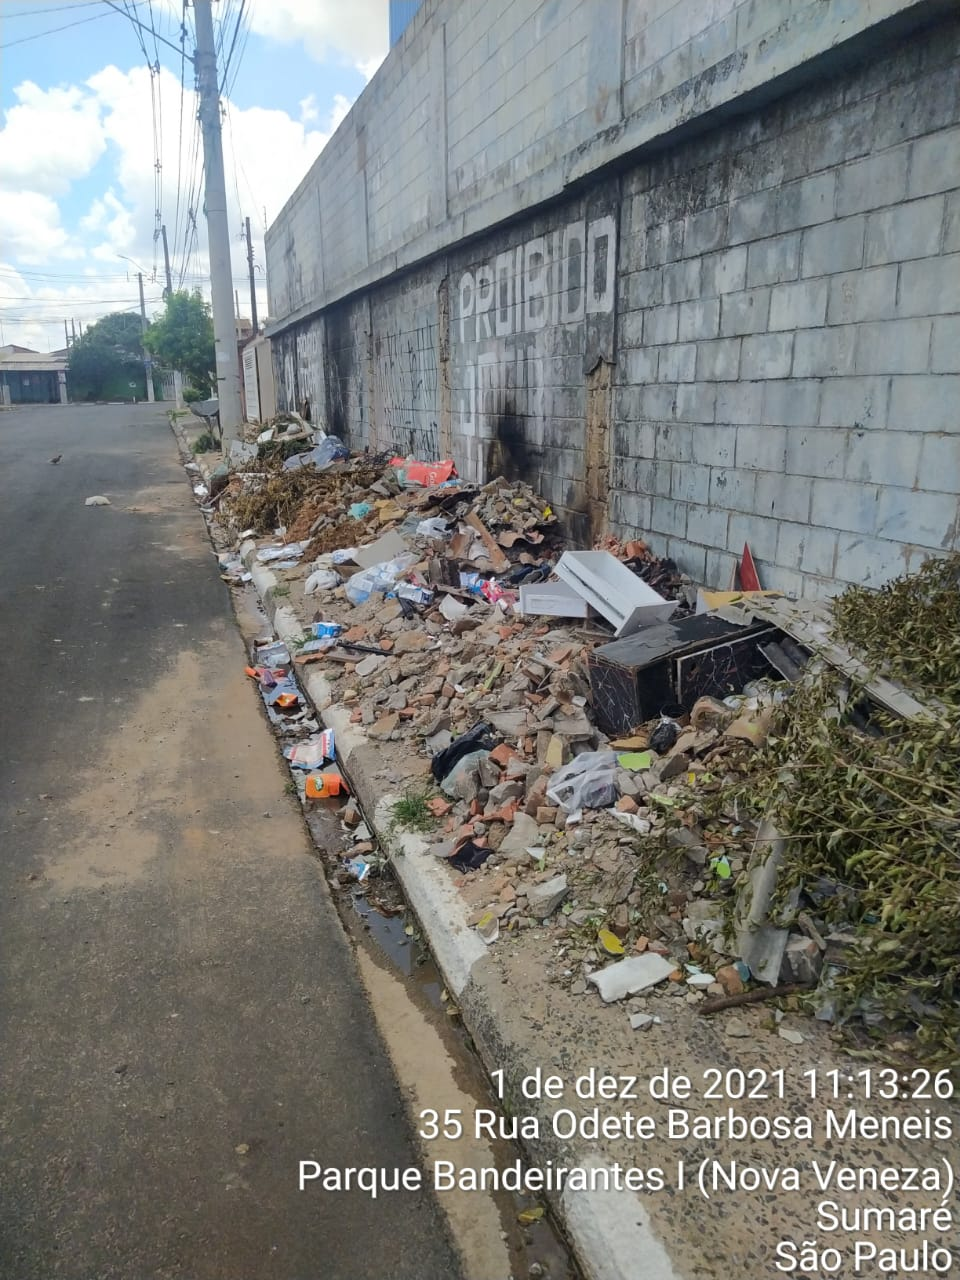 PROIBIDO
1 de dez de 2021 11:13:26
35 Rua Odete Barbosa Meneis
Parque Bandeirantes I (Nova Veneza)
Sumaré
São Paulo